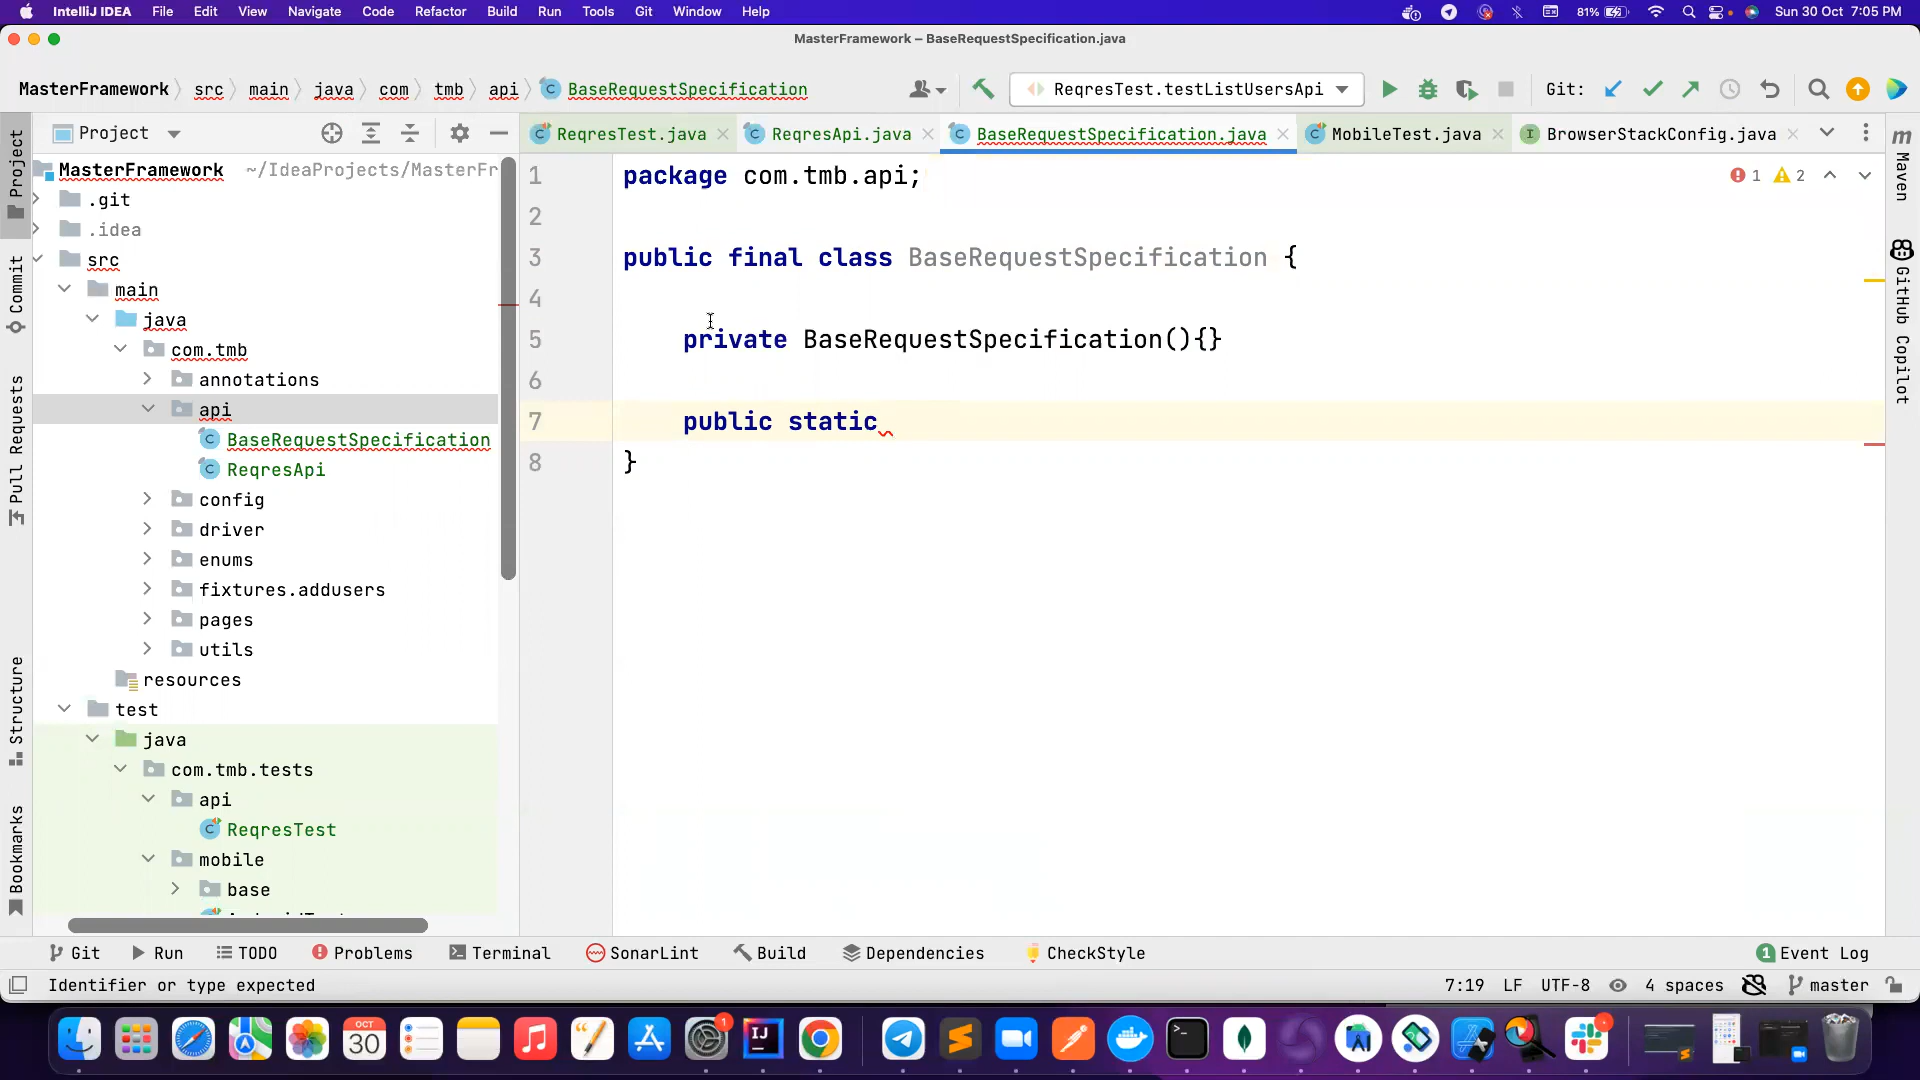 IntelliJ IDEA File Edit View Navigate Code Refactor Build Run Tools Git Window Help 81% Sun 30 Oct 7:05 PM
MasterFramework – BaseRequestSpecification.java
MasterFramework src main java com tmb api BaseRequestSpecification ReqresTest.testListUsersApi Git:
Project ReqresTest.java ReqresApi.java BaseRequestSpecification.java MobileTest.java BrowserStackConfig.java
MasterFramework ~/IdeaProjects/MasterFr
.git
.idea
src
main
java
com.tmb
annotations
api
BaseRequestSpecification
ReqresApi
config
driver
enums
fixtures.addusers
pages
utils
resources
test
java
com.tmb.tests
api
ReqresTest
mobile
base
1 package com.tmb.api;
2
3 public final class BaseRequestSpecification {
4
5 private BaseRequestSpecification(){}
6
7 public static
8 }
1 2
Project
Commit
Pull Requests
Structure
Bookmarks
Maven
GitHub Copilot
Git Run TODO Problems Terminal SonarLint Build Dependencies CheckStyle 1 Event Log
Identifier or type expected 7:19 LF UTF-8 4 spaces master
OCT
30
1
IJ